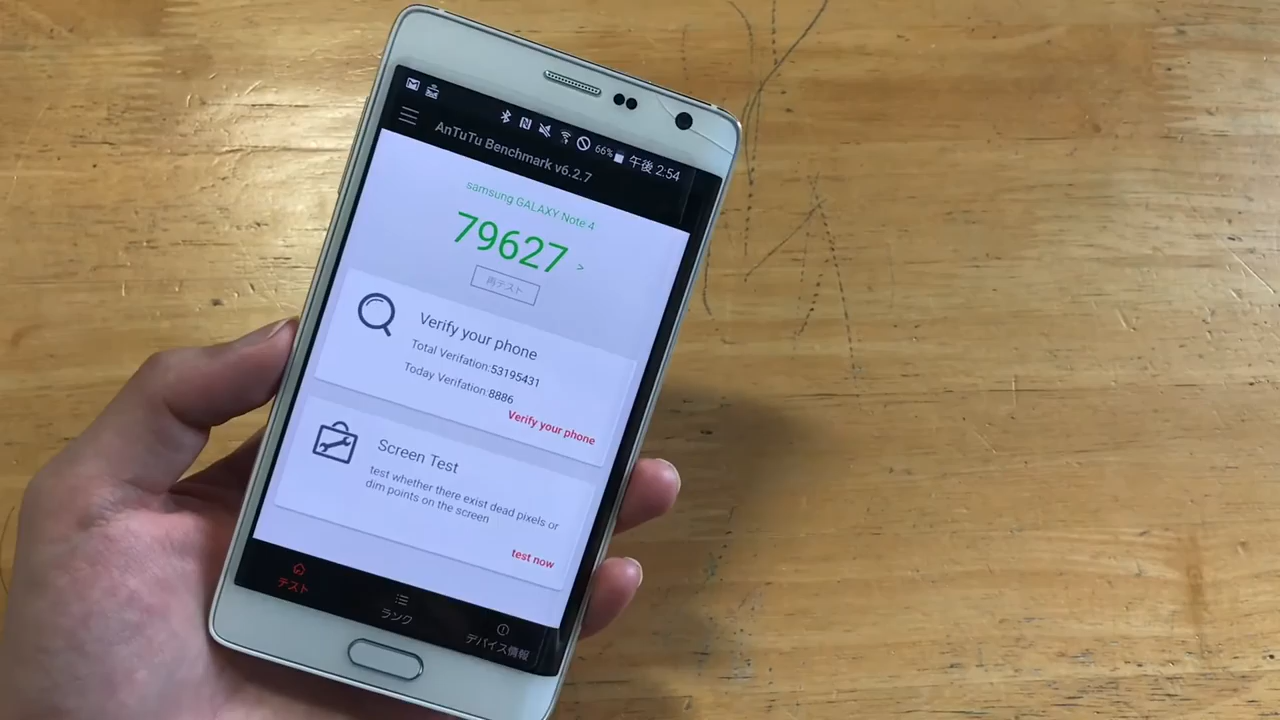 66% 午後 2:54
AnTuTu Benchmark v6.2.7
samsung GALAXY Note 4
79627 >
再テスト
Verify your phone
Total Verifation:53195431
Today Verifation:8886
Verify your phone
Screen Test
test whether there exist dead pixels or
dim points on the screen
test now
テスト
ランク
デバイス情報